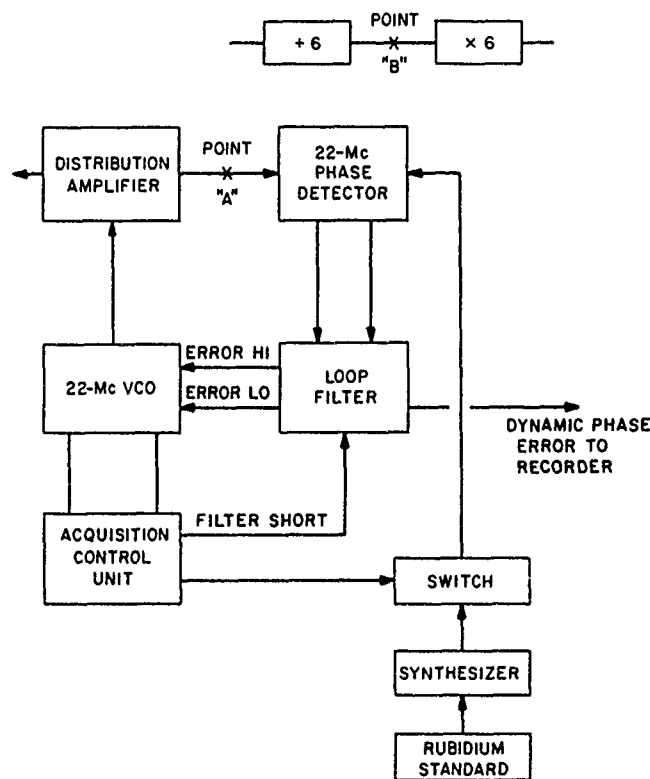 POINT
÷ 6
× 6
"B"
DISTRIBUTION
AMPLIFIER
POINT
"A"
22-Mc
PHASE
DETECTOR
22-Mc VCO
ERROR HI
ERROR LO
LOOP
FILTER
DYNAMIC PHASE
ERROR TO
RECORDER
ACQUISITION
CONTROL
UNIT
FILTER SHORT
SWITCH
SYNTHESIZER
RUBIDIUM
STANDARD